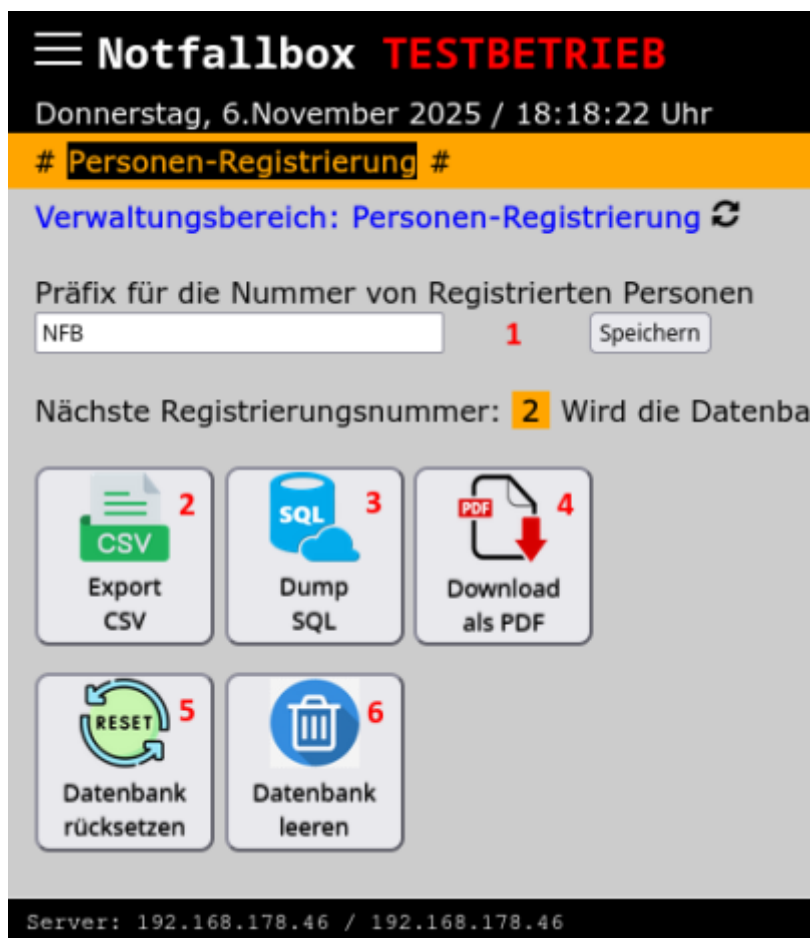 Notfallbox TESTBETRIEB
Donnerstag, 6.November 2025 / 18:18:22 Uhr
# Personen-Registrierung #
Verwaltungsbereich: Personen-Registrierung
Präfix für die Nummer von Registrierten Personen
NFB 1 Speichern
Nächste Registrierungsnummer: 2 Wird die Datenba
2 3 4
CSV SQL PDF
Export Dump Download
CSV SQL als PDF
5 6
RESET
Datenbank Datenbank
rücksetzen leeren
Server: 192.168.178.46 / 192.168.178.46